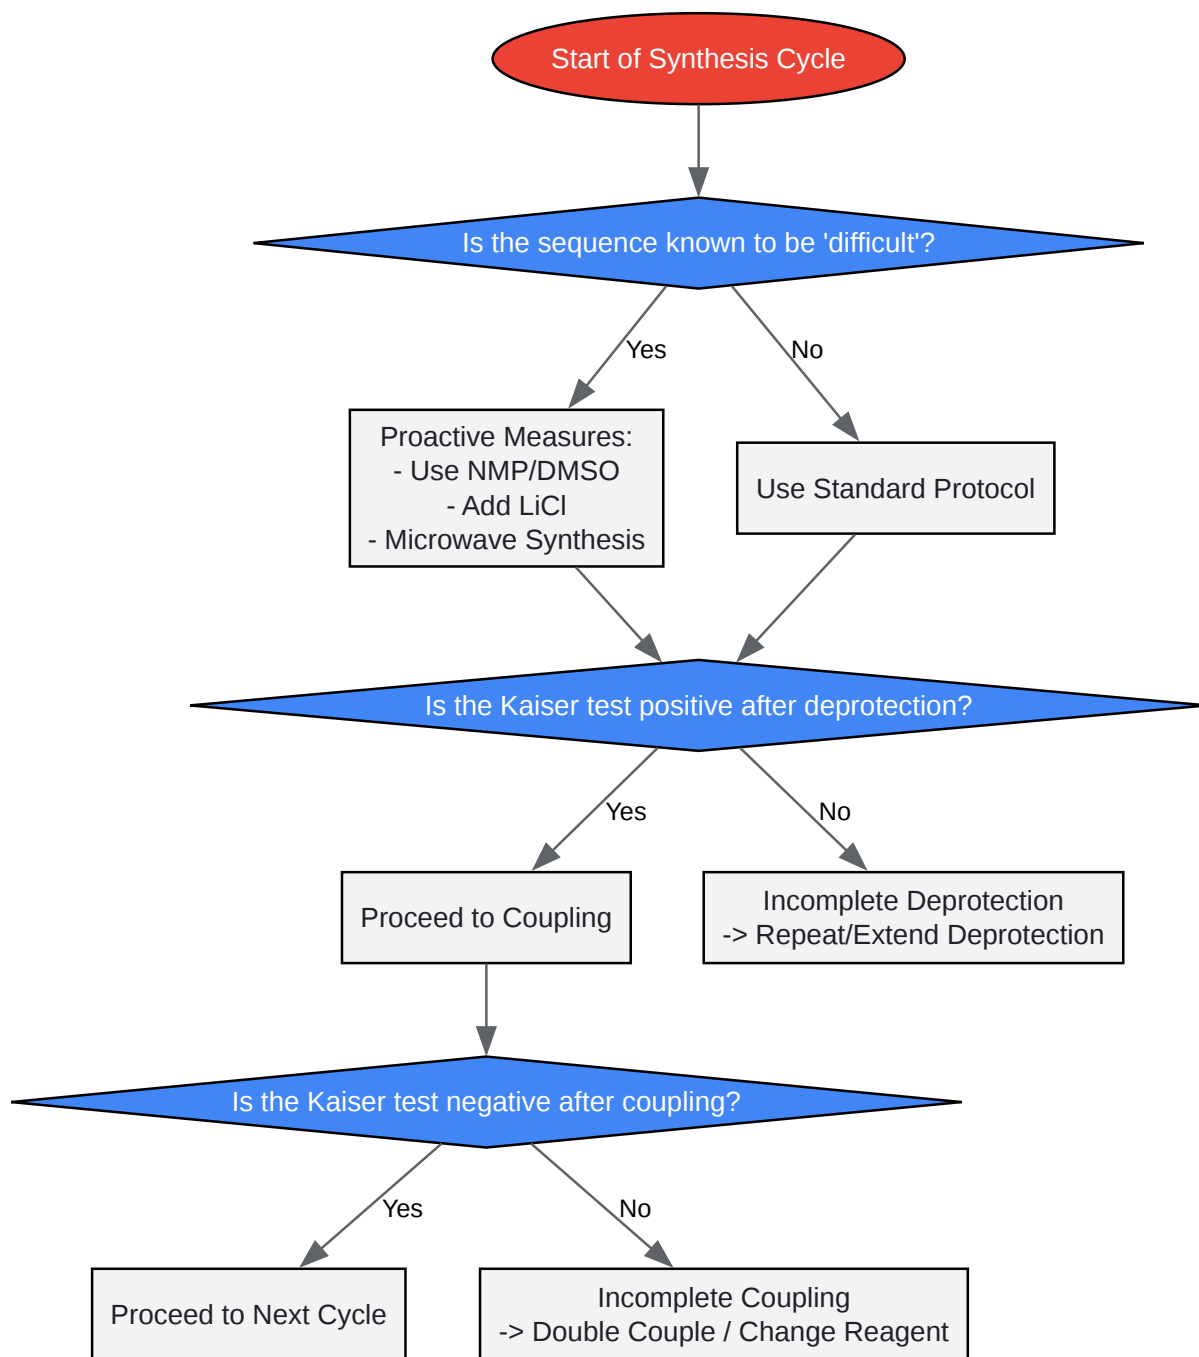 Start of Synthesis Cycle
Is the sequence known to be 'difficult'?
Yes
No
Proactive Measures:
- Use NMP/DMSO
- Add LiCl
- Microwave Synthesis
Use Standard Protocol
Is the Kaiser test positive after deprotection?
Yes
No
Proceed to Coupling
Incomplete Deprotection
-> Repeat/Extend Deprotection
Is the Kaiser test negative after coupling?
Yes
No
Proceed to Next Cycle
Incomplete Coupling
-> Double Couple / Change Reagent